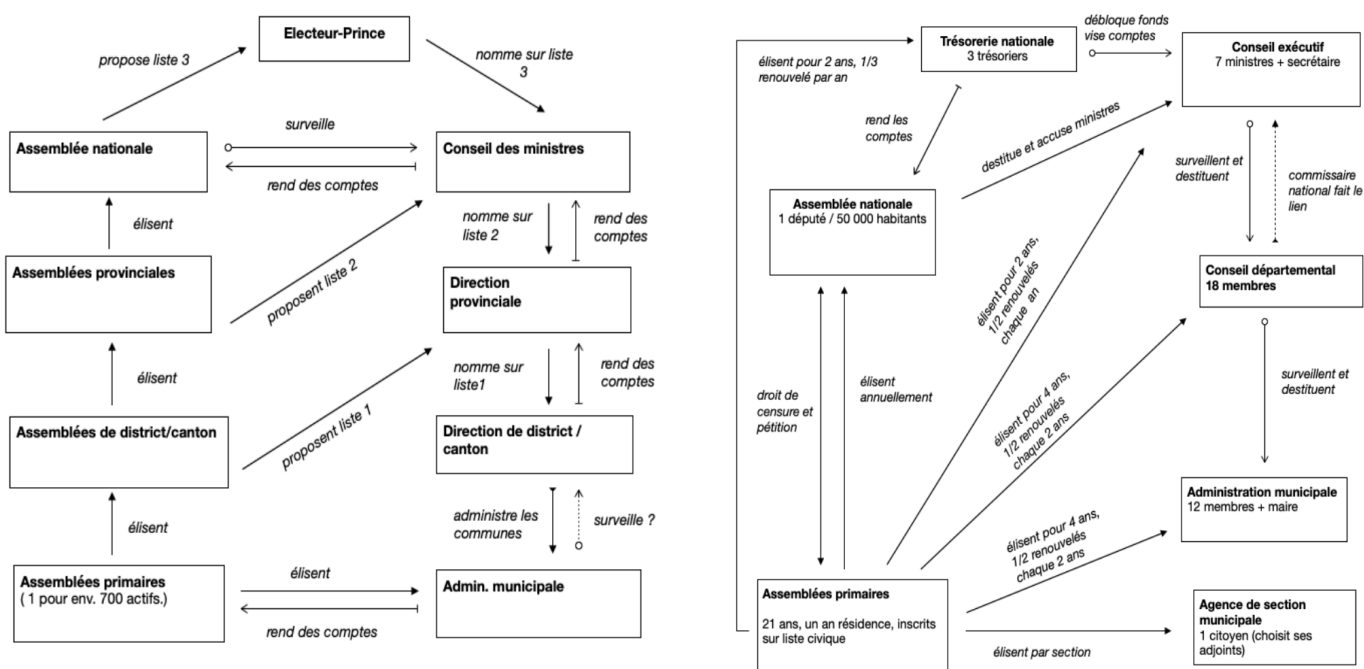 Electeur-Prince
propose liste 3
nomme sur liste
3
Assemblée nationale
surveille
rend des comptes
Conseil des ministres
élisent
nomme sur
liste 2
rend des
comptes
Assemblées provinciales
proposent liste 2
Direction
provinciale
élisent
nomme sur
liste1
rend des
comptes
Assemblées de district/canton
proposent liste 1
Direction de district /
canton
élisent
administre les
communes
surveille ?
Assemblées primaires
( 1 pour env. 700 actifs.)
élisent
rend des comptes
Admin. municipale
élisent pour 2 ans, 1/3
renouvelé par an
Trésorerie nationale
3 trésoriers
débloque fonds
vise comptes
Conseil exécutif
7 ministres + secrétaire
rend les
comptes
destitue et accuse ministres
surveillent et
destituent
commissaire
national fait le
lien
Assemblée nationale
1 député / 50 000 habitants
élisent pour 2 ans,
1/2 renouvelés
chaque an
Conseil départemental
18 membres
droit de
censure et
pétition
élisent
annuellement
élisent pour 4 ans,
1/2 renouvelés
chaque 2 ans
surveillent et
destituent
Administration municipale
12 membres + maire
élisent pour 4 ans,
1/2 renouvelés
chaque 2 ans
Assemblées primaires
21 ans, un an résidence, inscrits
sur liste civique
élisent par section
Agence de section
municipale
1 citoyen (choisit ses
adjoints)